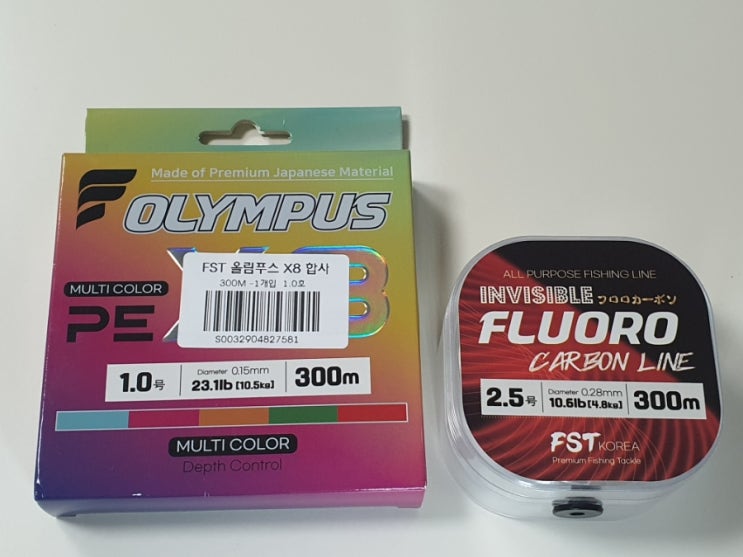 Made of Premium Japanese Material
OLYMPUS
X8
FST 올림푸스 X8 합사
300M -1개입 1.0호
S0032904827581
MULTI COLOR
PE
1.0号
Diameter 0.15mm
23.1lb [10.5kg]
300m
MULTI COLOR
Depth Control
ALL PURPOSE FISHING LINE
INVISIBLE フロロカーボン
FLUORO
CARBON LINE
2.5号
Diameter 0.28mm
10.6lb [4.8kg]
300m
FST KOREA
Premium Fishing Tackle